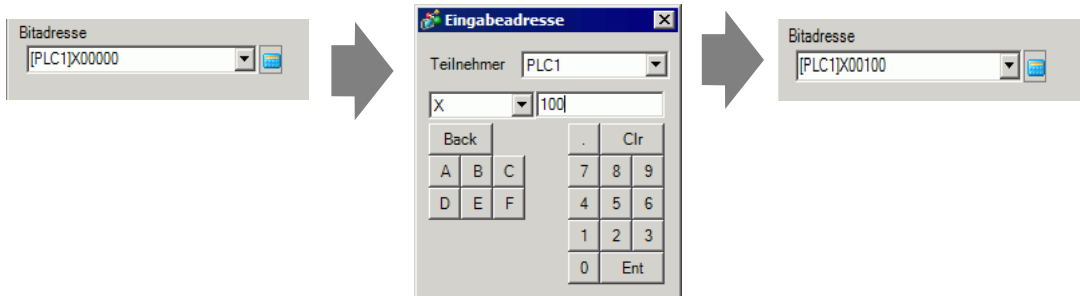 Bitadresse
[PLC1]X00000
Eingabeadresse
Teilnehmer PLC1
X 100
Back . Clr
A B C 7 8 9
D E F 4 5 6
1 2 3
0 Ent
Bitadresse
[PLC1]X00100